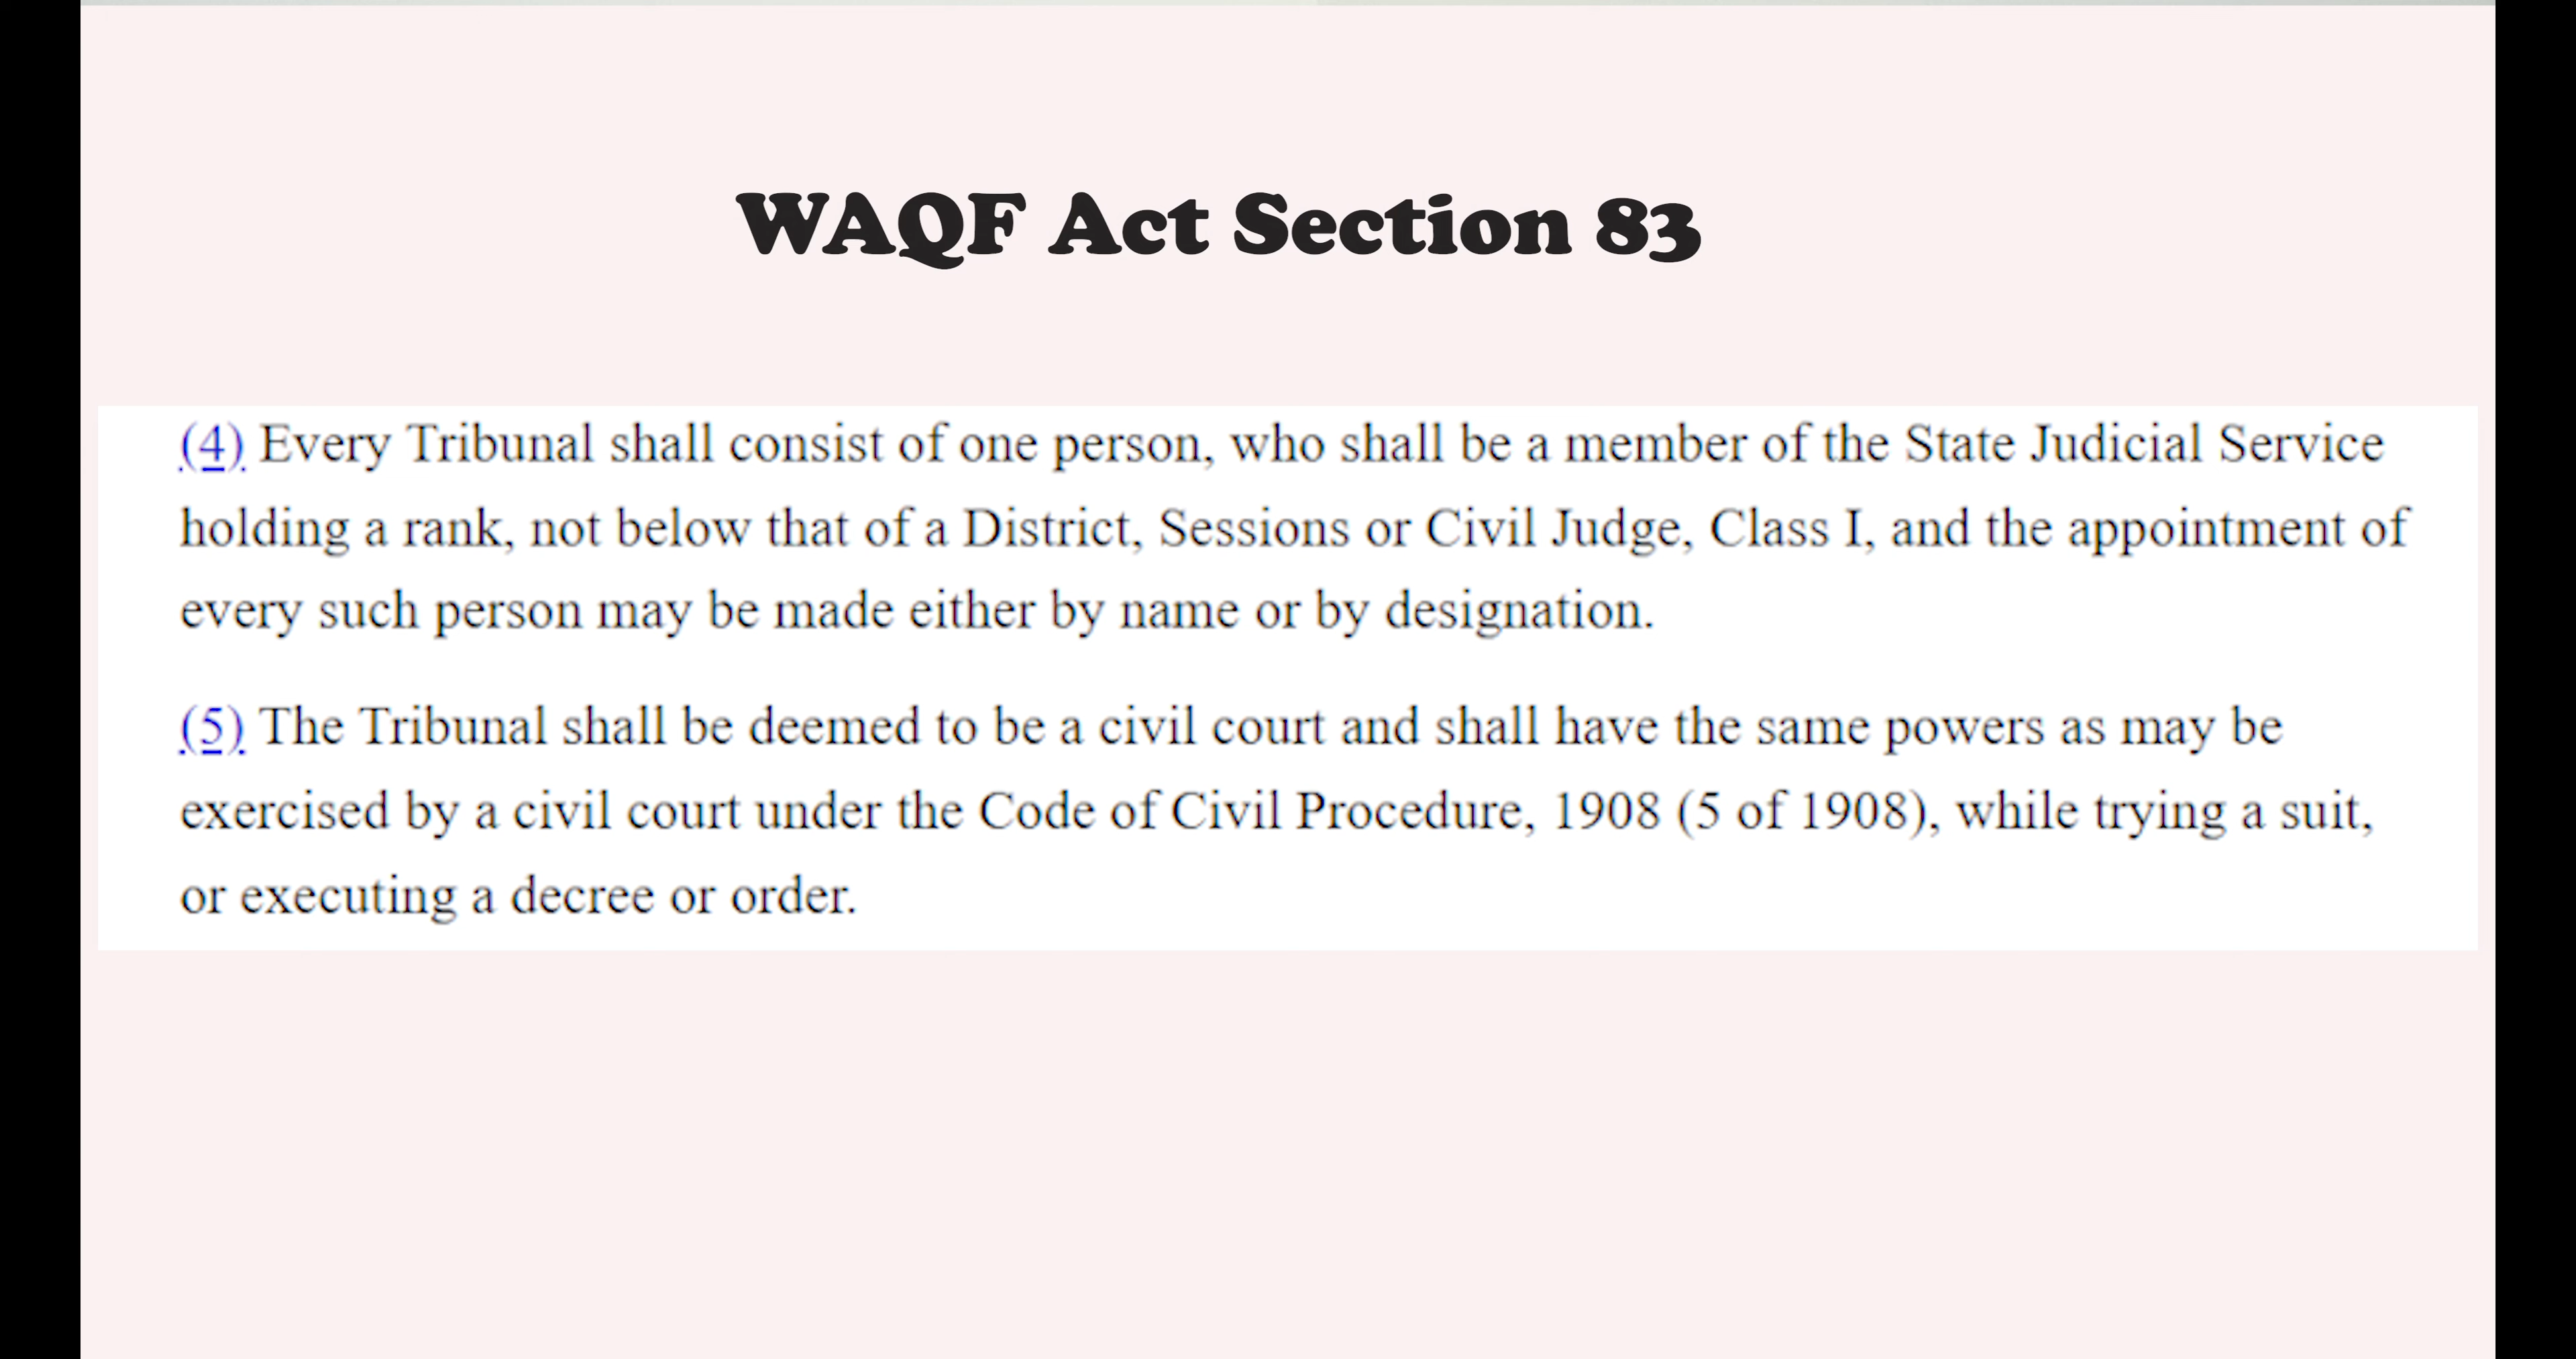 WAQF Act Section 83
(4) Every Tribunal shall consist of one person, who shall be a member of the State Judicial Service
holding a rank, not below that of a District, Sessions or Civil Judge, Class I, and the appointment of
every such person may be made either by name or by designation.
(5) The Tribunal shall be deemed to be a civil court and shall have the same powers as may be
exercised by a civil court under the Code of Civil Procedure, 1908 (5 of 1908), while trying a suit,
or executing a decree or order.